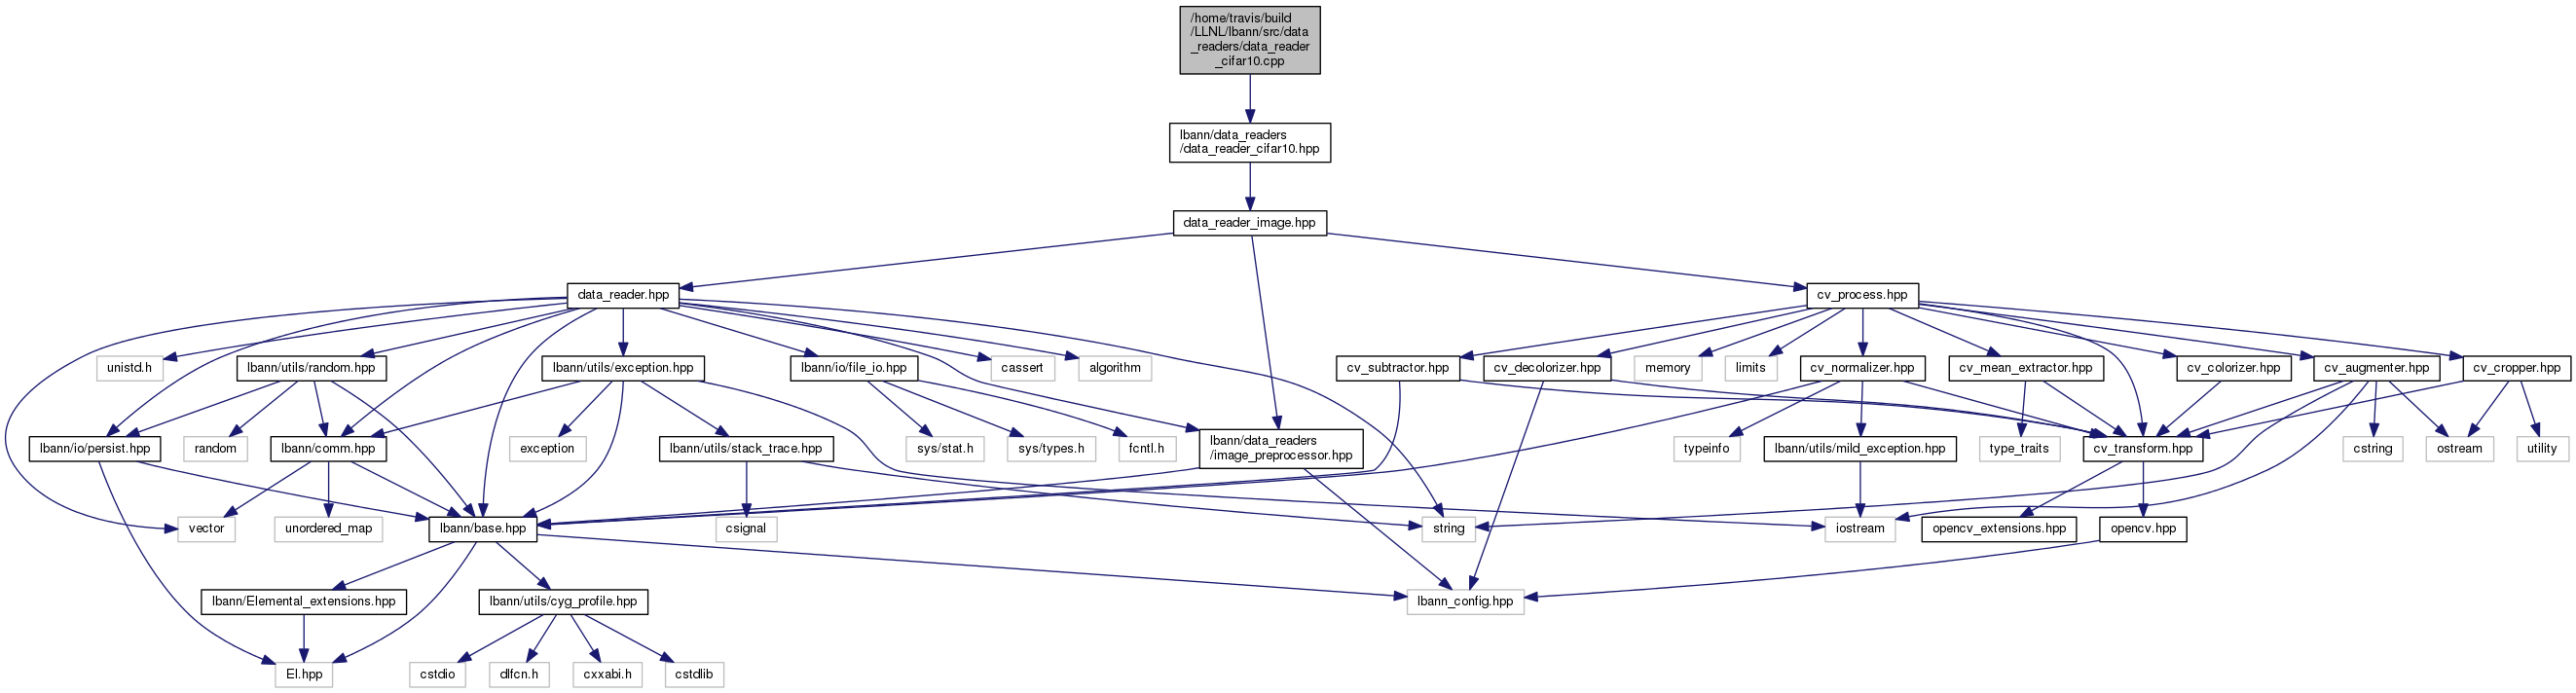 /home/travis/build
/LLNL/lbann/src/data
_readers/data_reader
_cifar10.cpp
lbann/data_readers
/data_reader_cifar10.hpp
data_reader_image.hpp
data_reader.hpp
cv_process.hpp
unistd.h
lbann/utils/random.hpp
lbann/utils/exception.hpp
lbann/io/file_io.hpp
cassert
algorithm
cv_subtractor.hpp
cv_decolorizer.hpp
memory
limits
cv_normalizer.hpp
cv_mean_extractor.hpp
cv_colorizer.hpp
cv_augmenter.hpp
cv_cropper.hpp
lbann/io/persist.hpp
random
lbann/comm.hpp
exception
lbann/utils/stack_trace.hpp
sys/stat.h
sys/types.h
fcntl.h
lbann/data_readers
/image_preprocessor.hpp
typeinfo
lbann/utils/mild_exception.hpp
type_traits
cv_transform.hpp
cstring
ostream
utility
vector
unordered_map
lbann/base.hpp
csignal
string
iostream
opencv_extensions.hpp
opencv.hpp
lbann/Elemental_extensions.hpp
lbann/utils/cyg_profile.hpp
lbann_config.hpp
El.hpp
cstdio
dlfcn.h
cxxabi.h
cstdlib